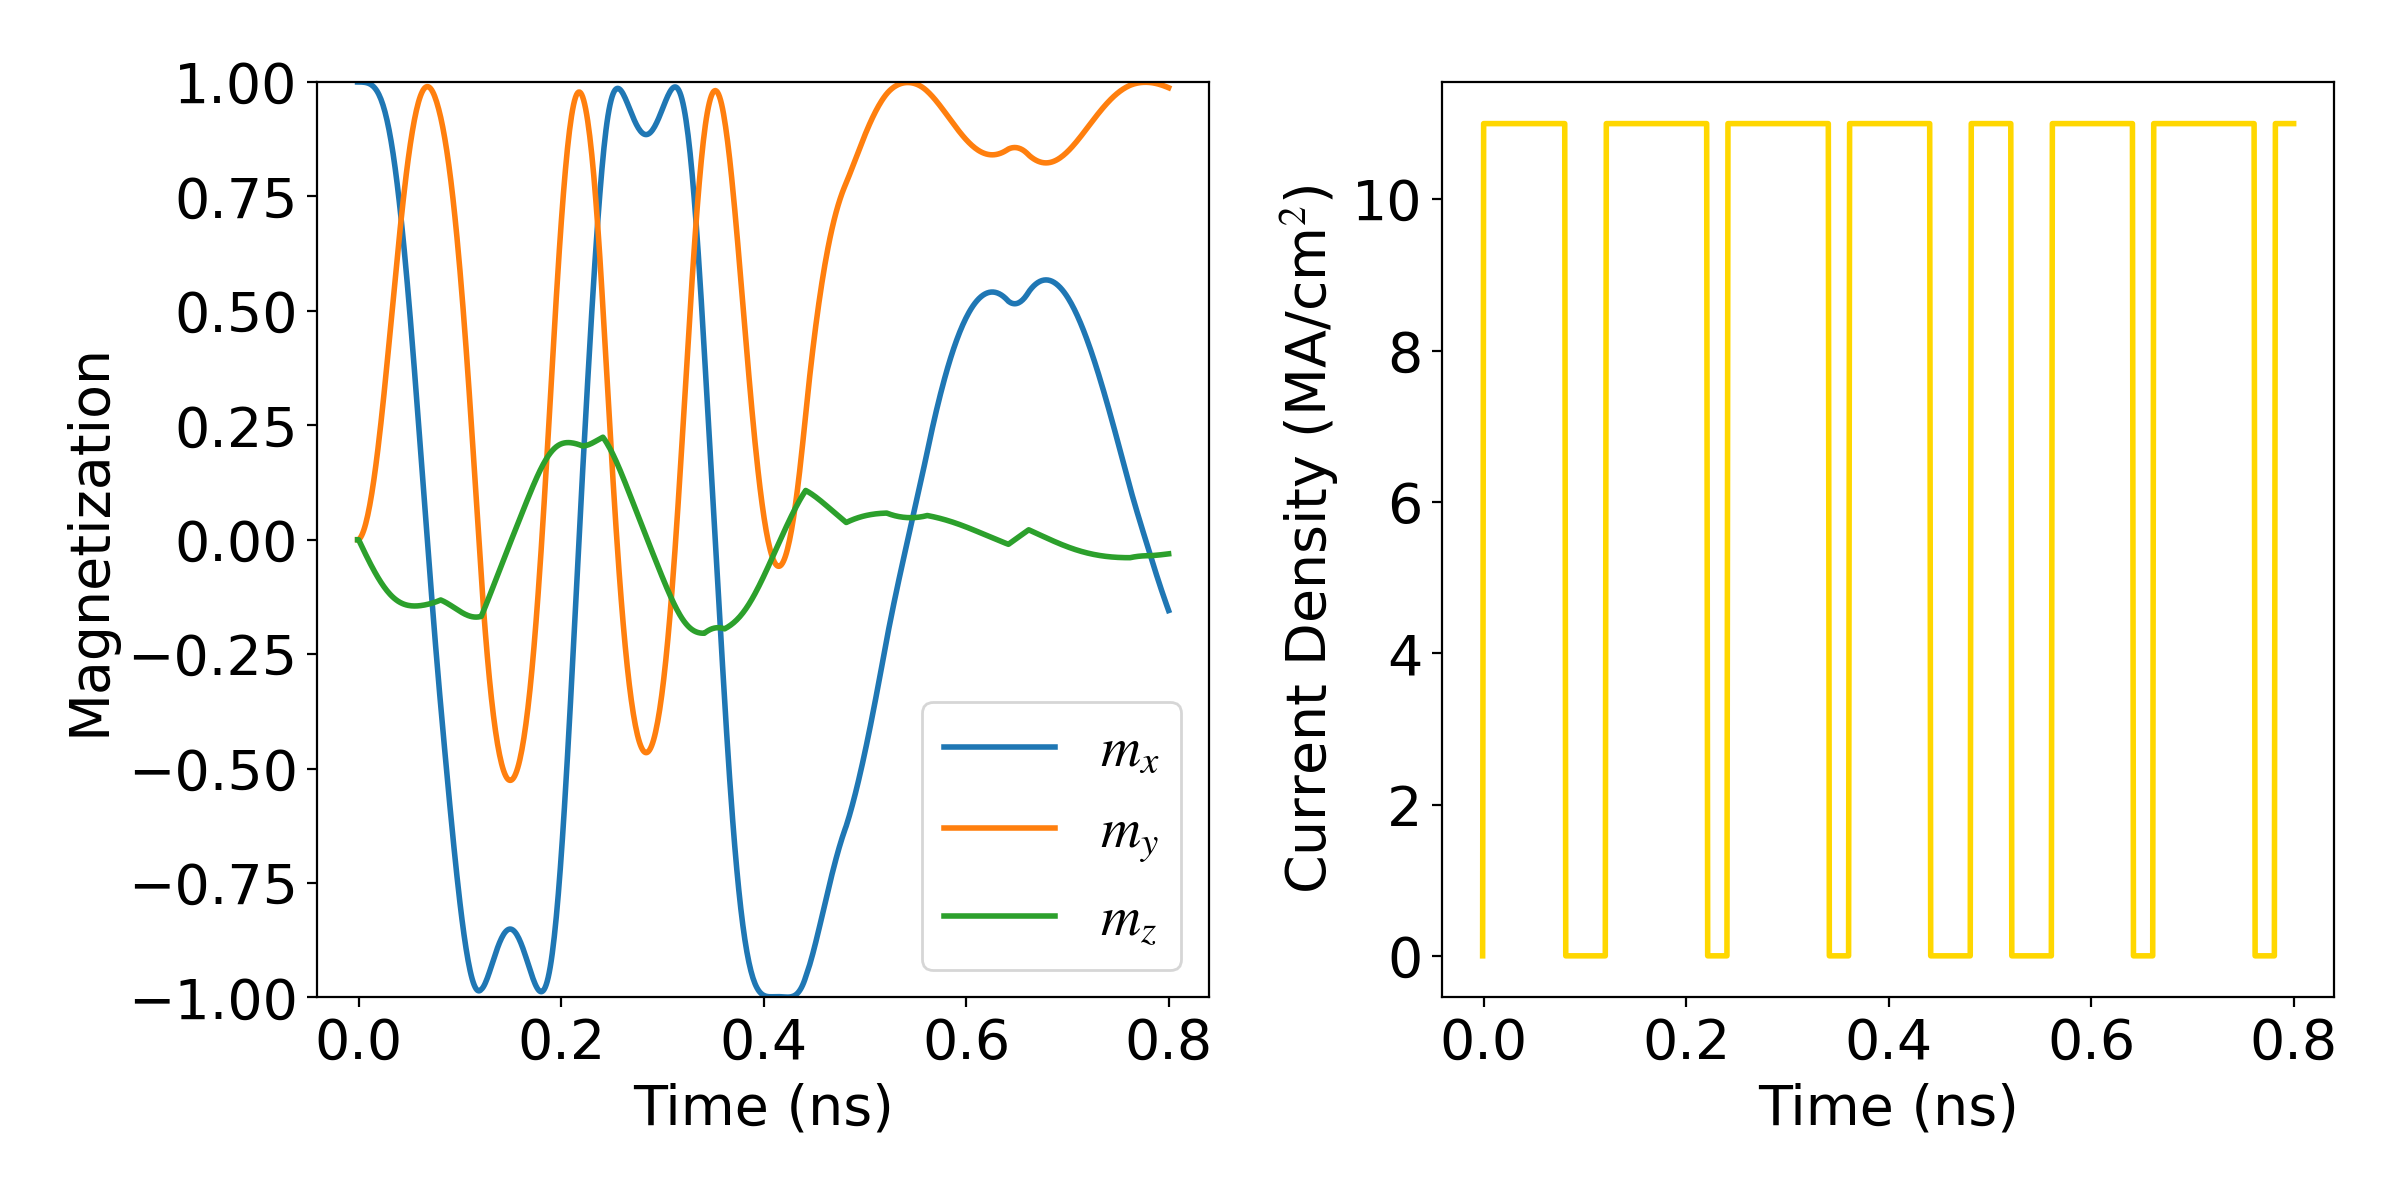 1.00
0.75
0.50
0.25
0.00
−0.25
−0.50
−0.75
−1.00
Magnetization
0.0 0.2 0.4 0.6 0.8
Time (ns)
m_x
m_y
m_z
10
8
6
4
2
0
Current Density (MA/cm²)
0.0 0.2 0.4 0.6 0.8
Time (ns)